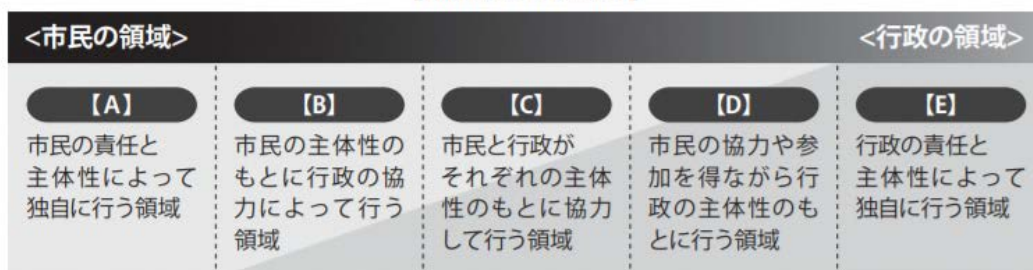 <市民の領域>
<行政の領域>
【A】
市民の責任と
主体性によって
独自に行う領域
【B】
市民の主体性の
もとに行政の協
力によって行う
領域
【C】
市民と行政が
それぞれの主体
性のもとに協力
して行う領域
【D】
市民の協力や参
加を得ながら行
政の主体性のも
とに行う領域
【E】
行政の責任と
主体性によって
独自に行う領域